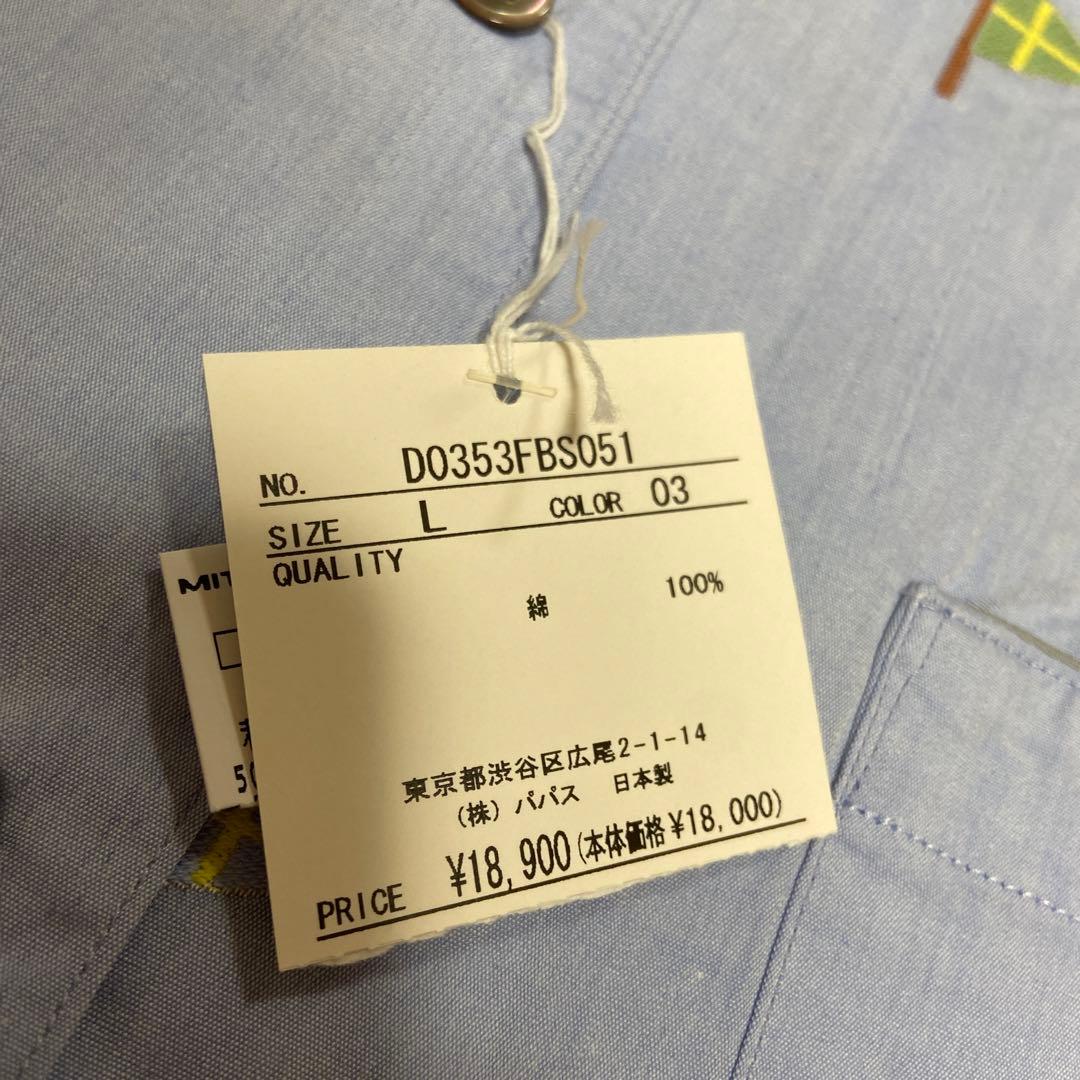 NO. D0353FBS051
SIZE L COLOR 03
QUALITY
綿 100%
東京都渋谷区広尾2-1-14
(株) パパス 日本製
PRICE ¥18,900(本体価格¥18,000)
MIT